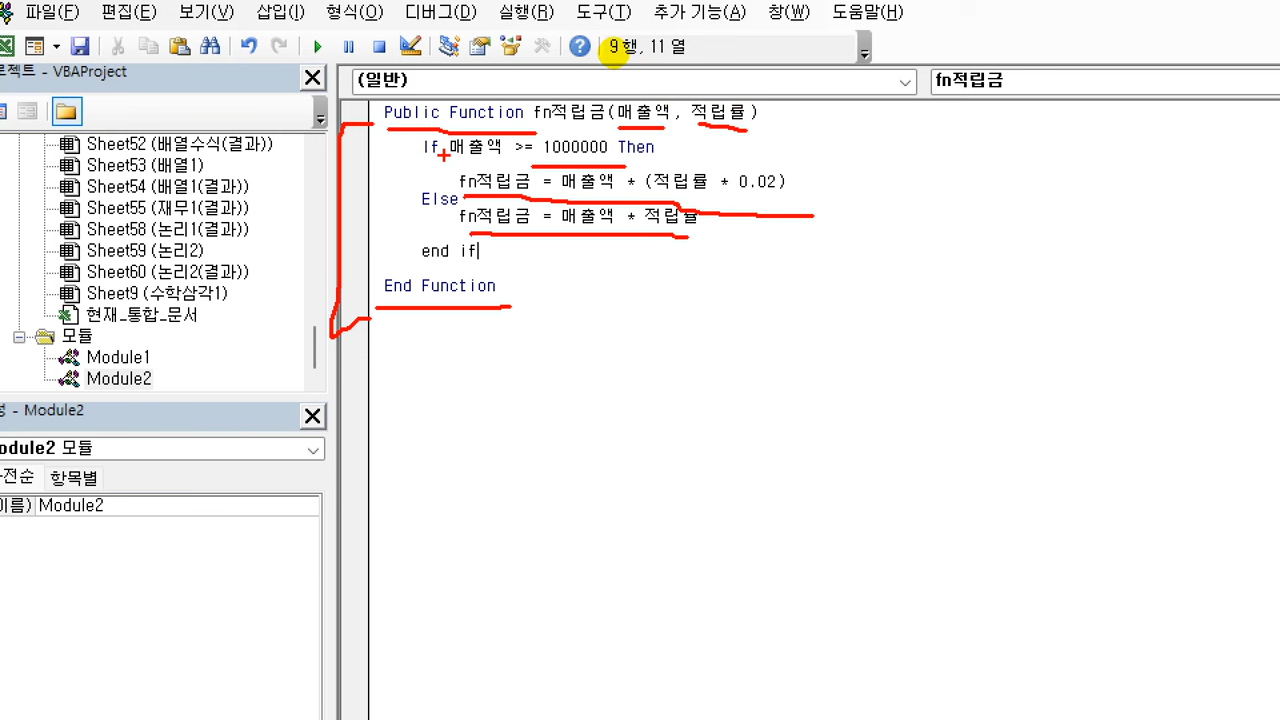 파일(F) 편집(E) 보기(V) 삽입(I) 형식(O) 디버그(D) 실행(R) 도구(T) 추가 기능(A) 창(W) 도움말(H)
9행, 11 열
로젝트 - VBAProject
Sheet52 (배열수식(결과))
Sheet53 (배열1)
Sheet54 (배열1(결과))
Sheet55 (재무1(결과))
Sheet58 (논리1(결과))
Sheet59 (논리2)
Sheet60 (논리2(결과))
Sheet9 (수학삼각1)
현재_통합_문서
모듈
Module1
Module2
성 - Module2
odule2 모듈
전순 항목별
이름) Module2
(일반) fn적립금
Public Function fn적립금(매출액, 적립률)
If 매출액 >= 1000000 Then
fn적립금 = 매출액 * (적립률 * 0.02)
Else
fn적립금 = 매출액 * 적립률
end if
End Function